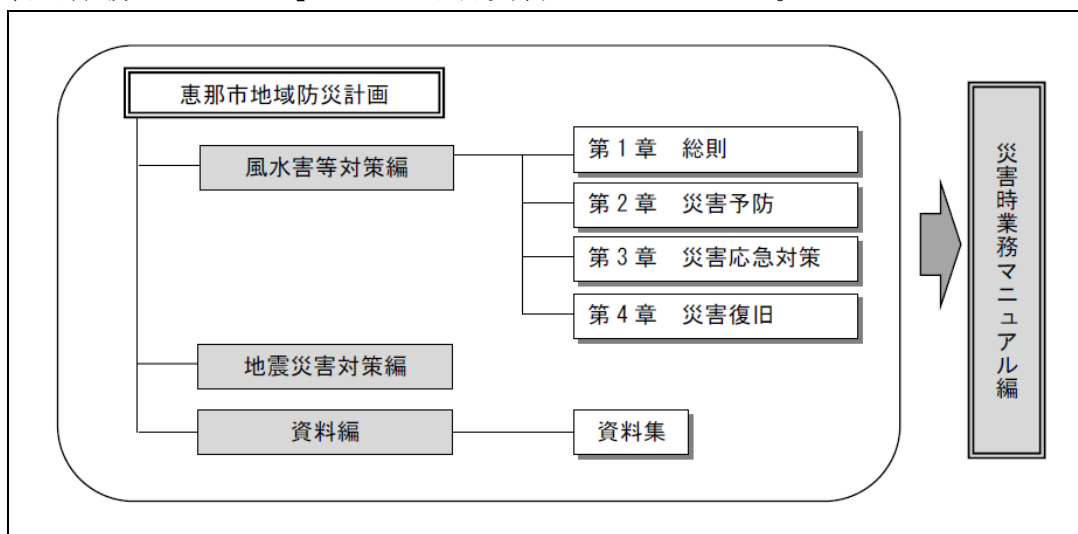 恵那市地域防災計画
風水害等対策編
第１章　総則
第２章　災害予防
第３章　災害応急対策
第４章　災害復旧
地震災害対策編
資料編
資料集
災害時業務マニュアル編